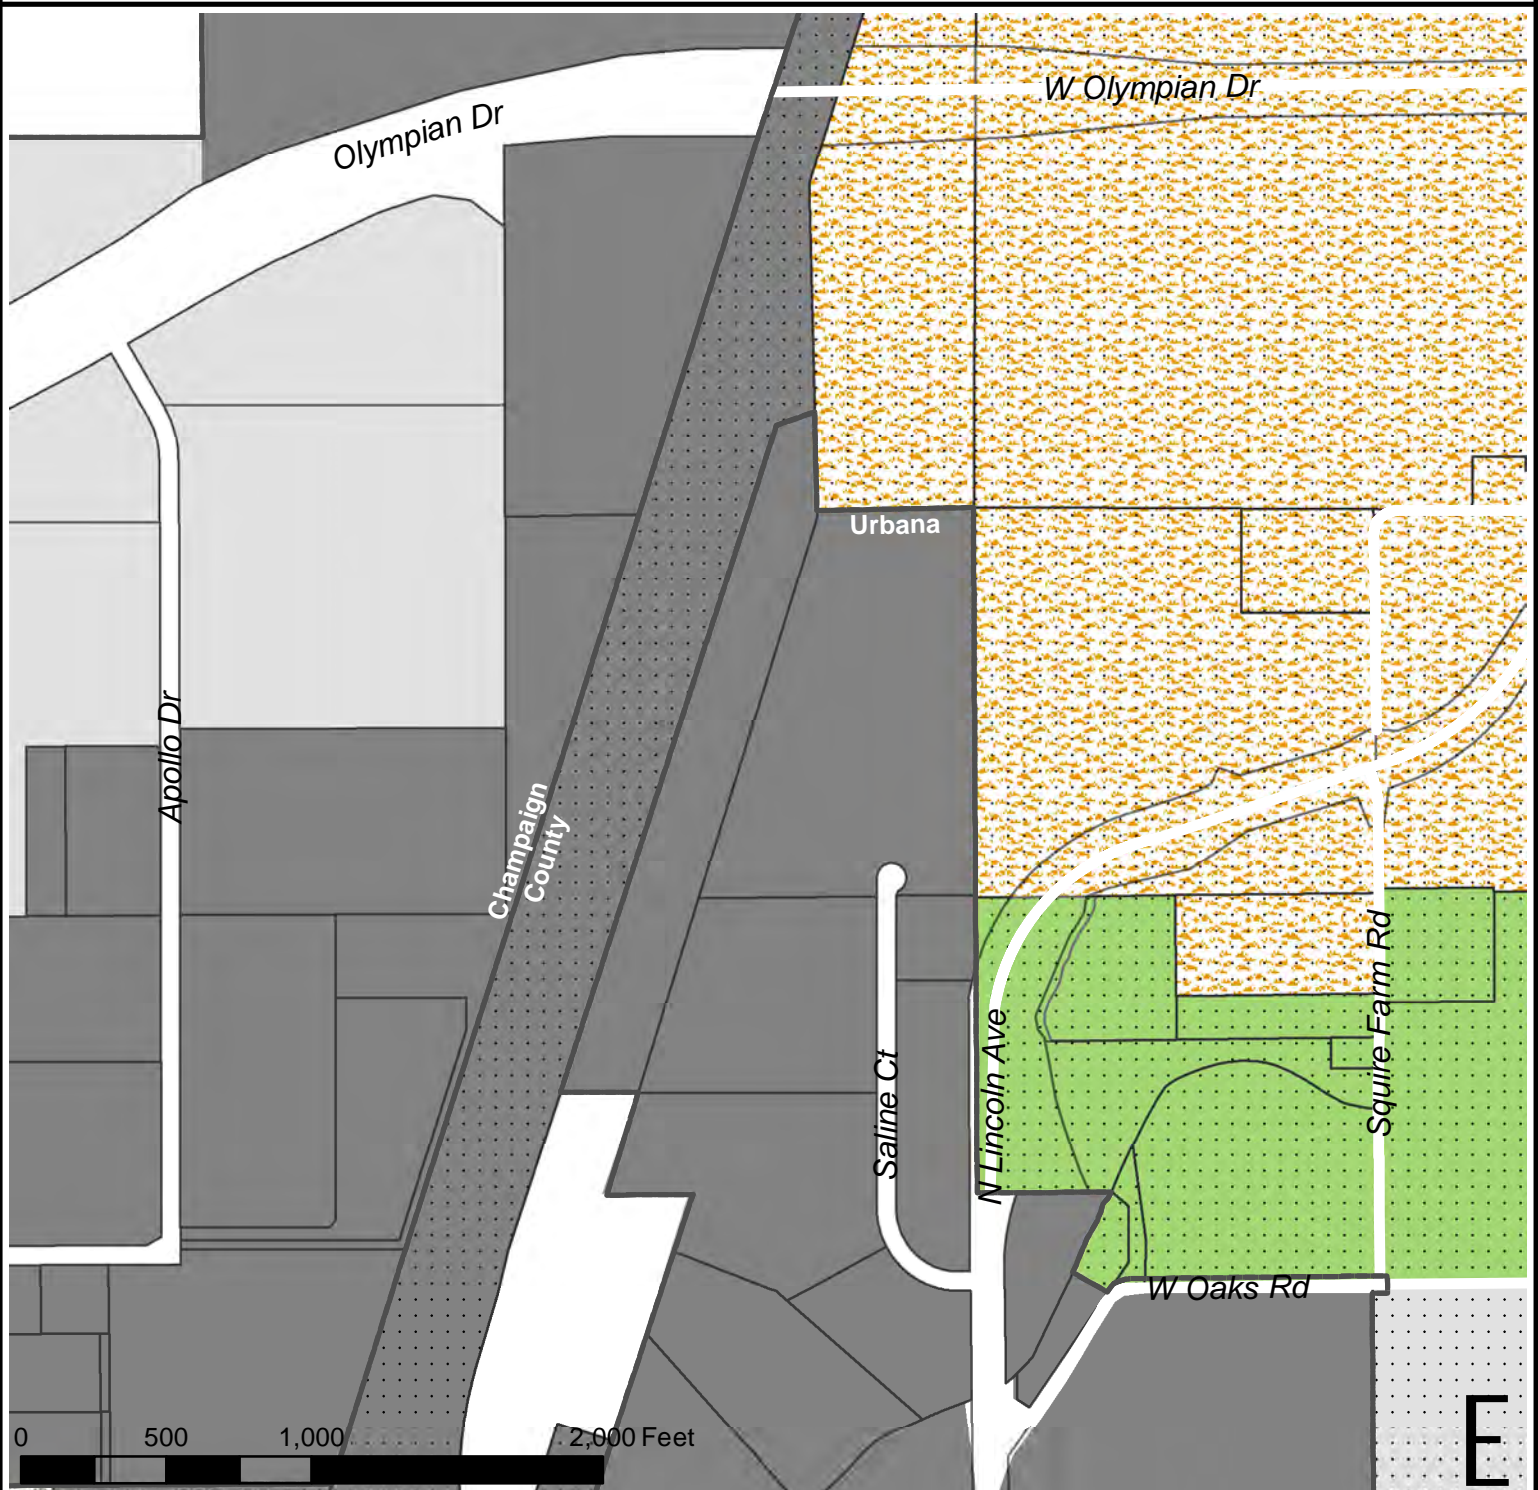 W Olympian Dr
Olympian Dr
Urbana
Apollo Dr
Champaign
County
Squire Farm Rd
N Lincoln Ave
Saline Ct
W Oaks Rd
0 500 1,000 2,000 Feet
E